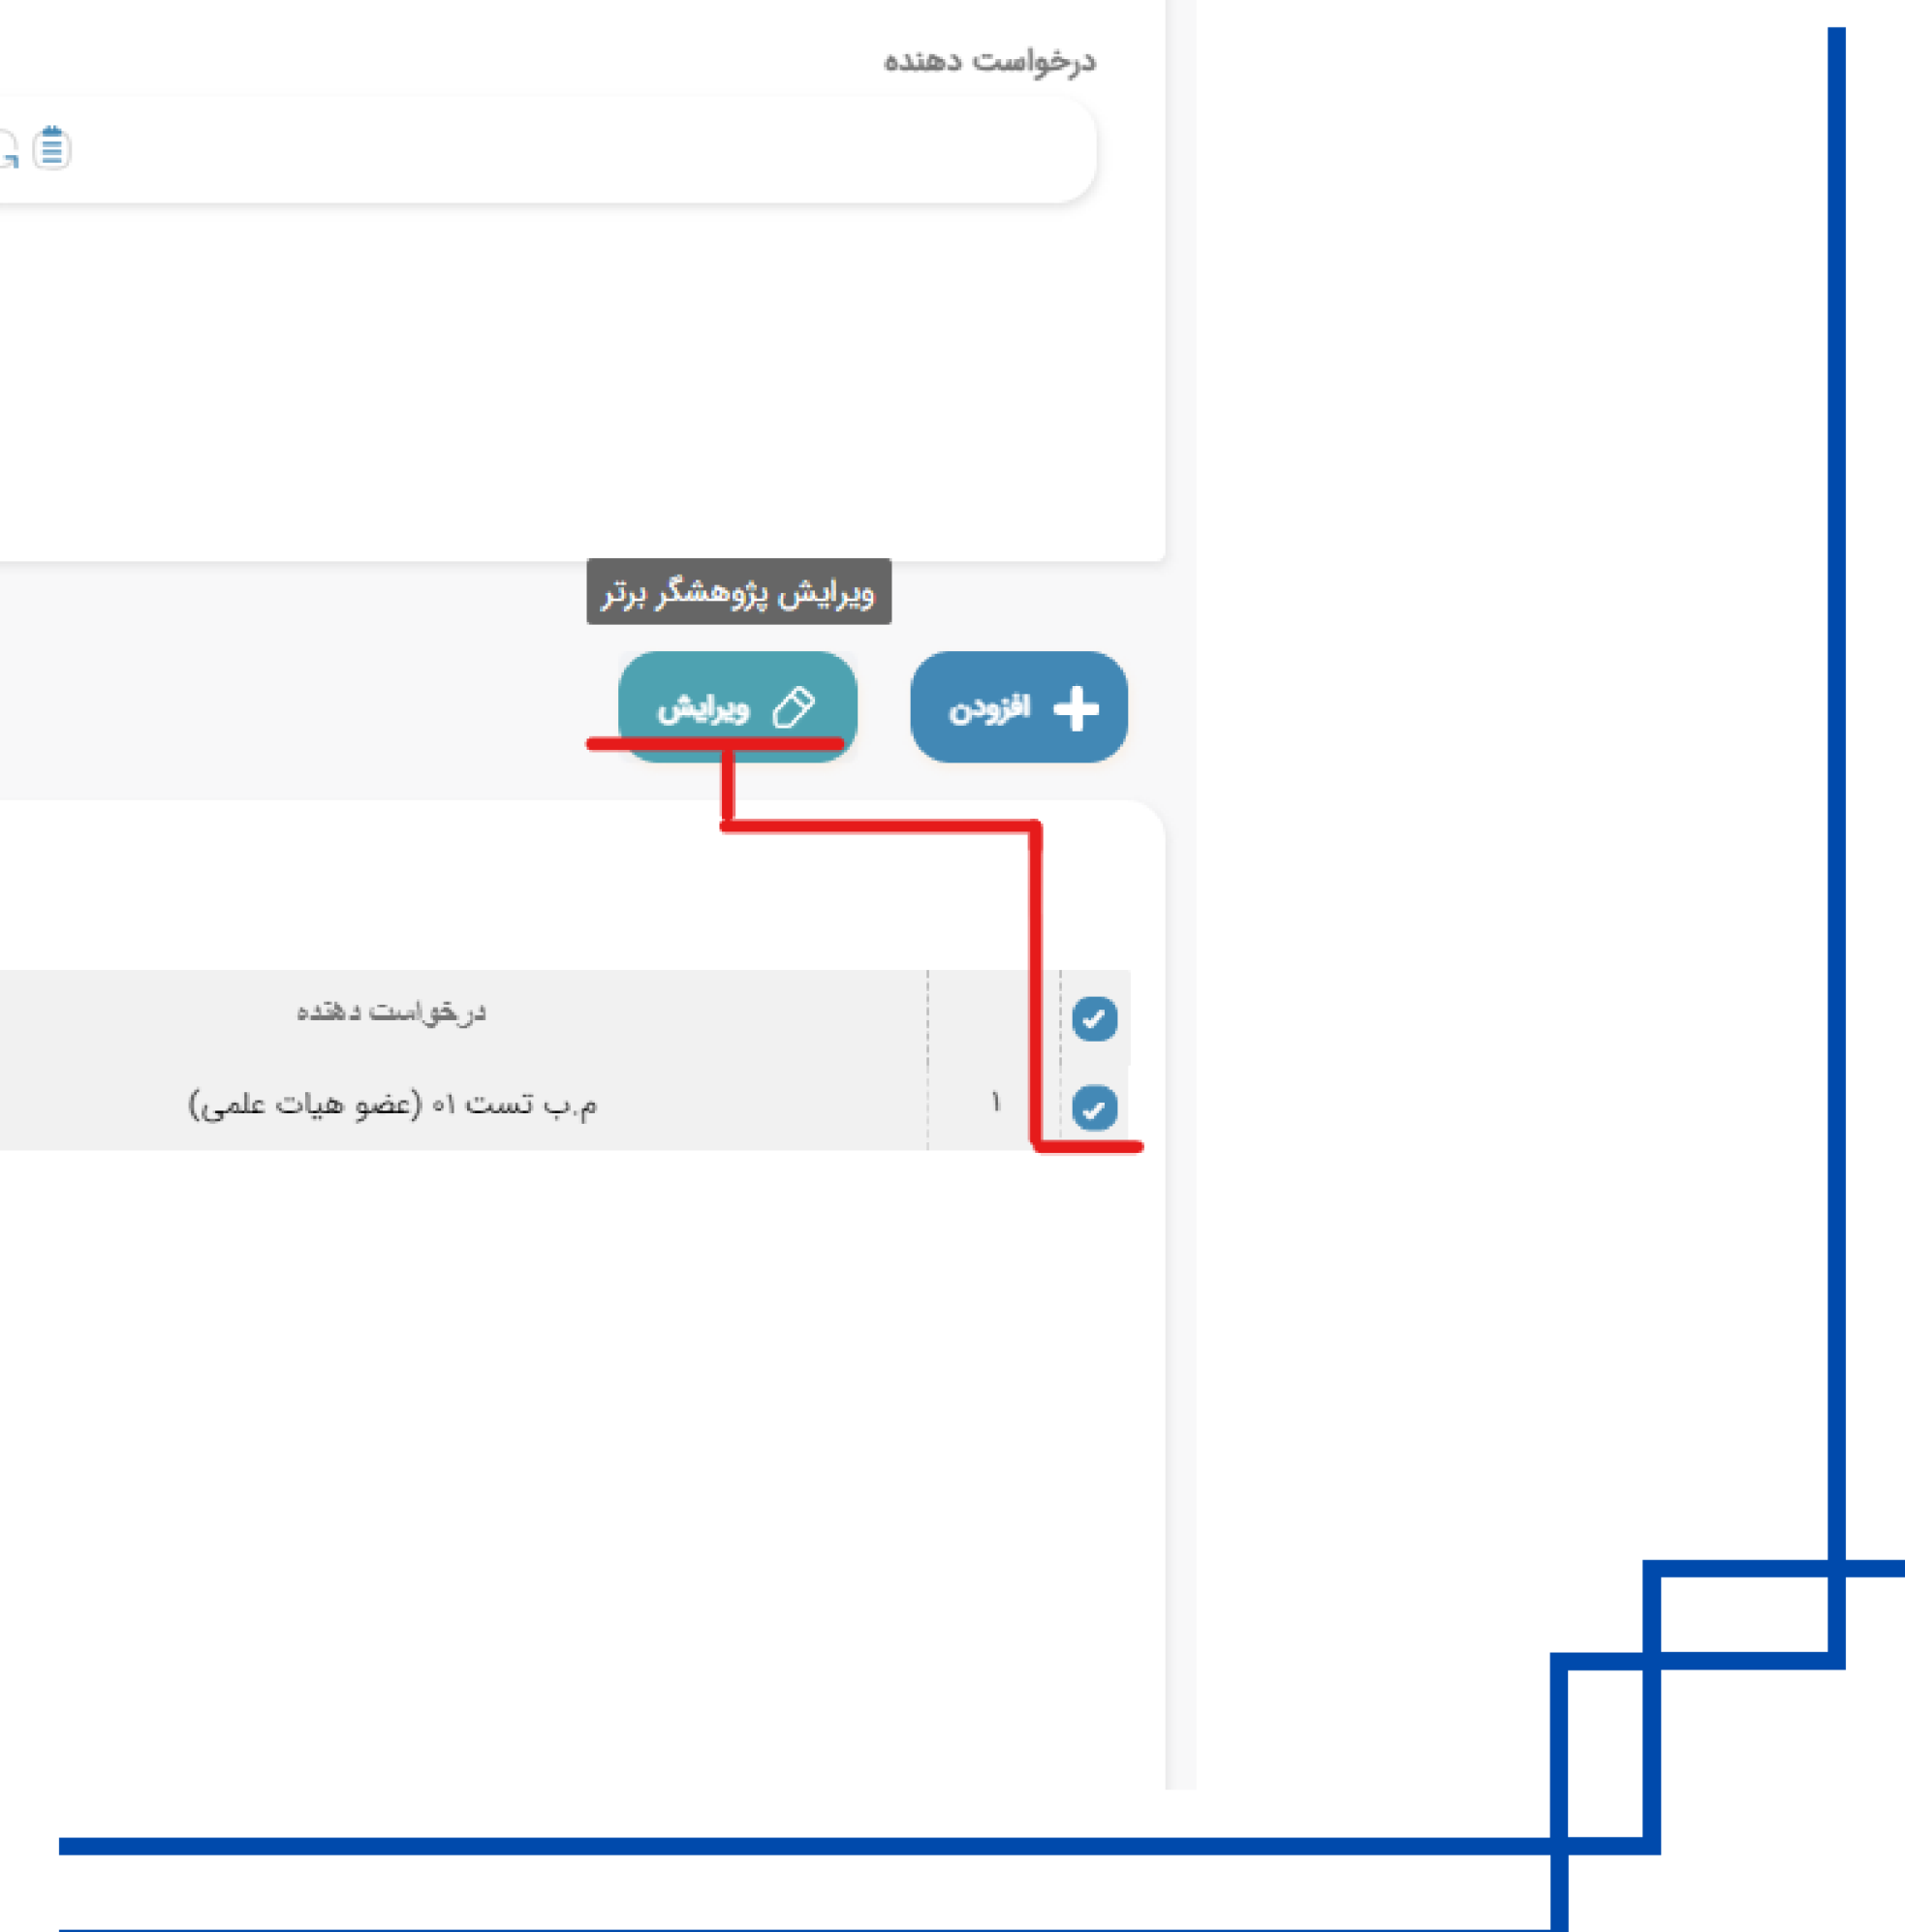 درخواست دهنده
ویرایش پژوهشگر برتر
افزودن
ویرایش
درخواست دهنده
۱
م.ب تست ۰۱ (عضو هیات علمی)